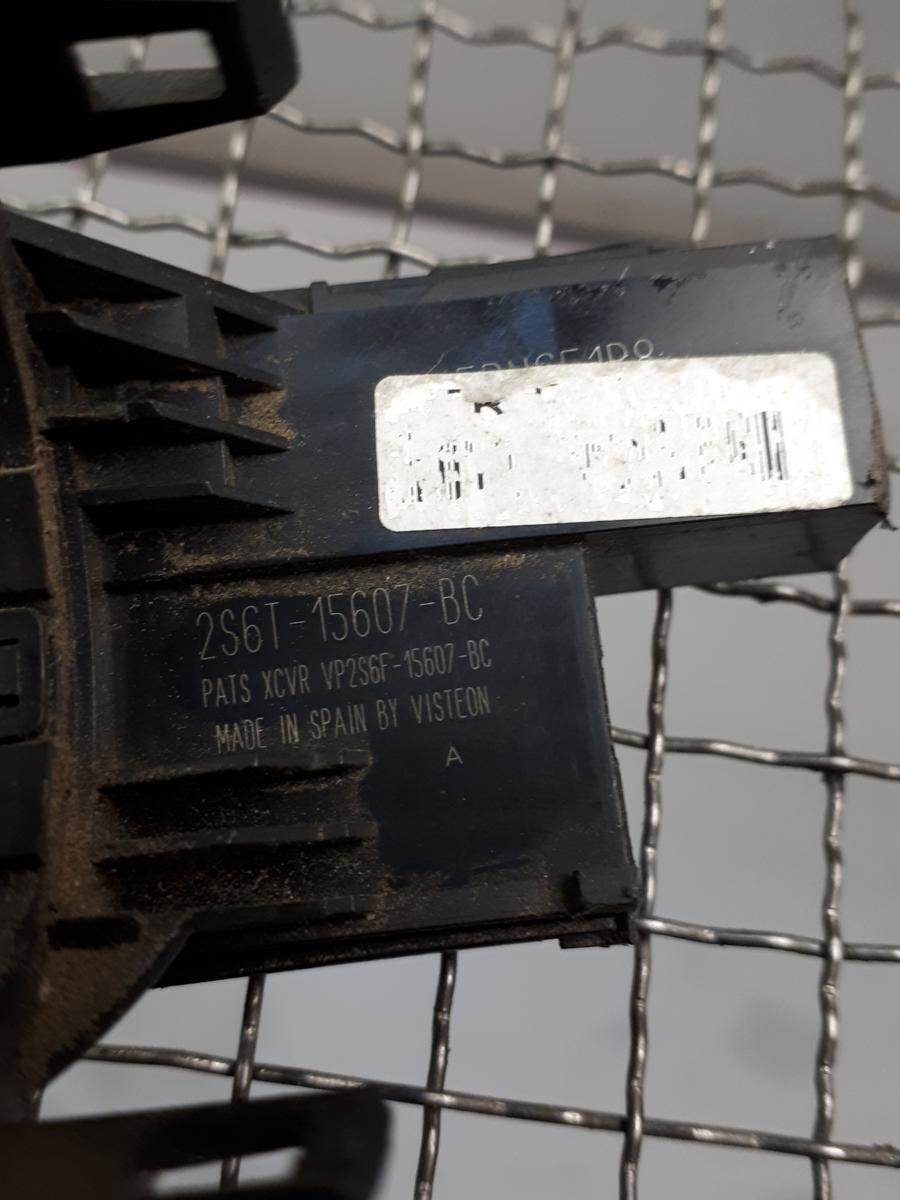 2S6T-15607-BC
PATS XCVR VP2S6F-15607-BC
MADE IN SPAIN BY VISTEON
A